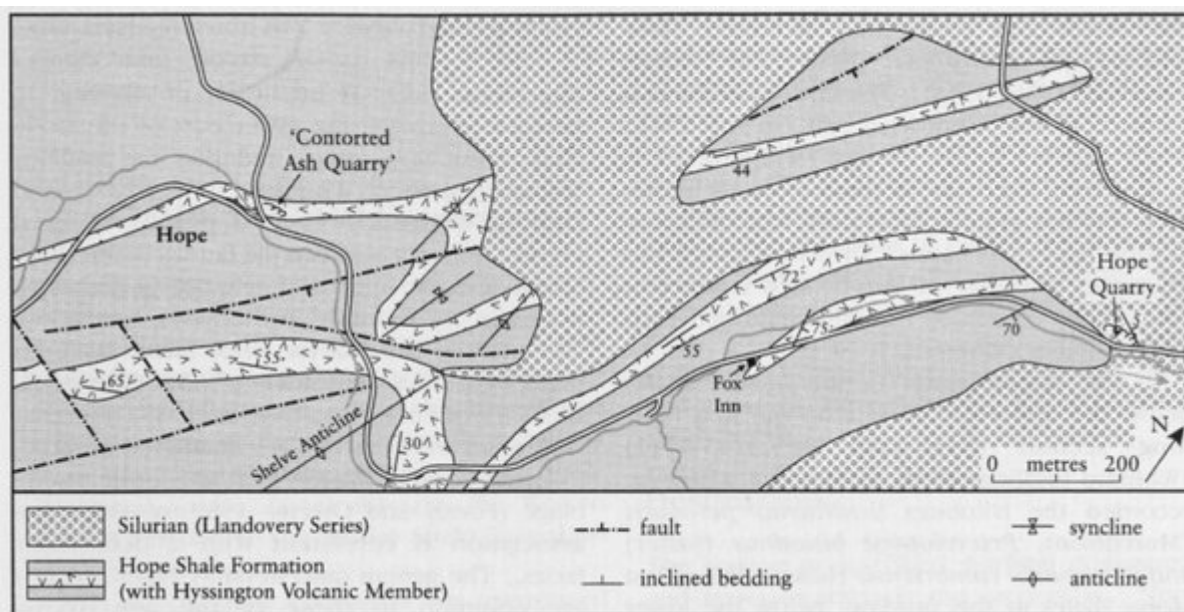 'Contorted
Ash Quarry'
44
Hope
72
Hope
Quarry
55
75
70
65
55
Fox
Inn
N
Shelve Anticline
30
0 metres 200
Silurian (Llandovery Series)
fault
syncline
Hope Shale Formation
(with Hyssington Volcanic Member)
inclined bedding
anticline